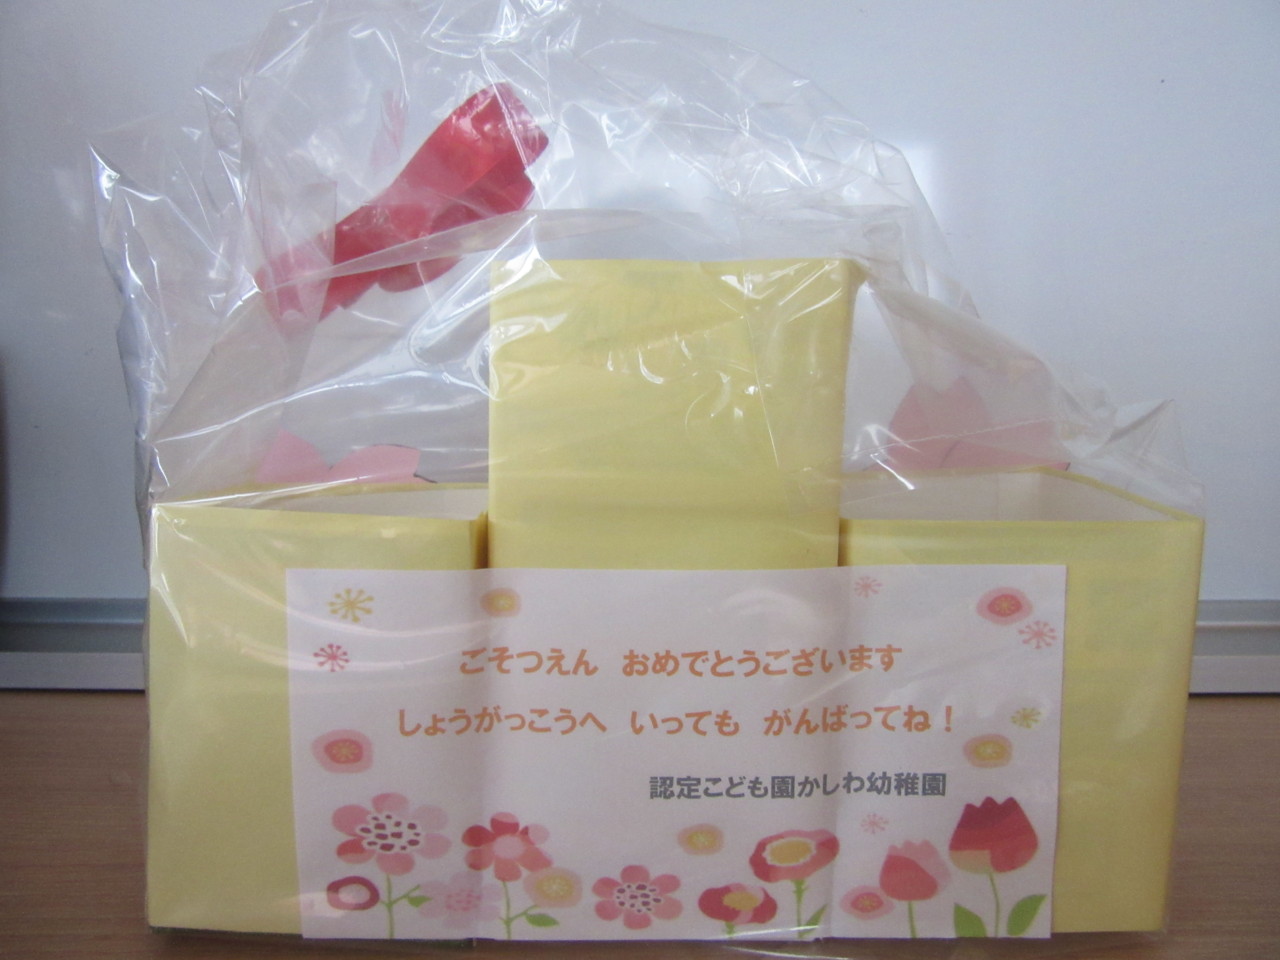 ごそつえん おめでとうございます
しょうがっこうへ いっても がんばってね！
認定こども園かしわ幼稚園